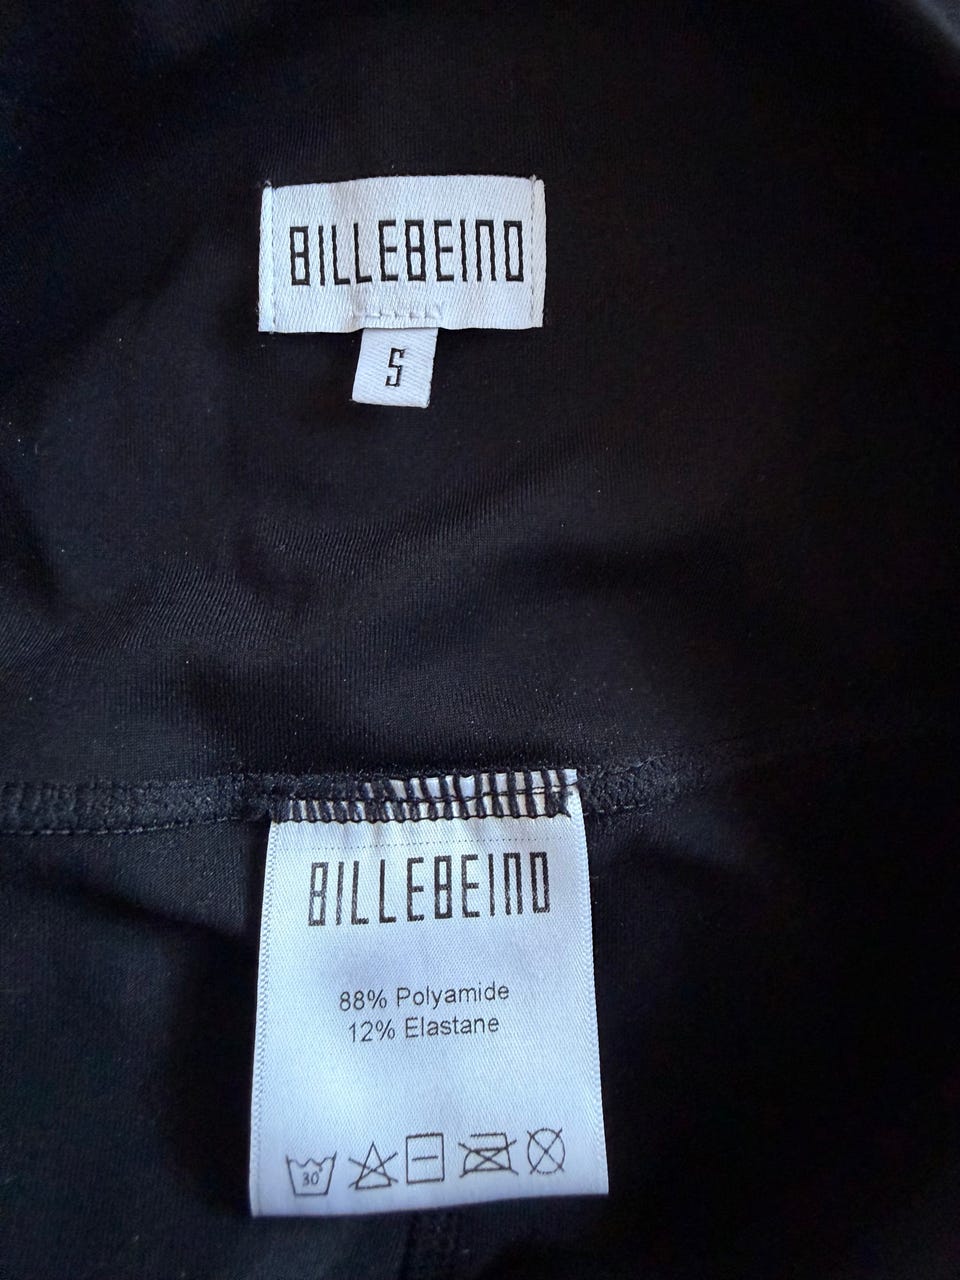 BILLEBEINO
S
BILLEBEINO
88% Polyamide
12% Elastane
30°